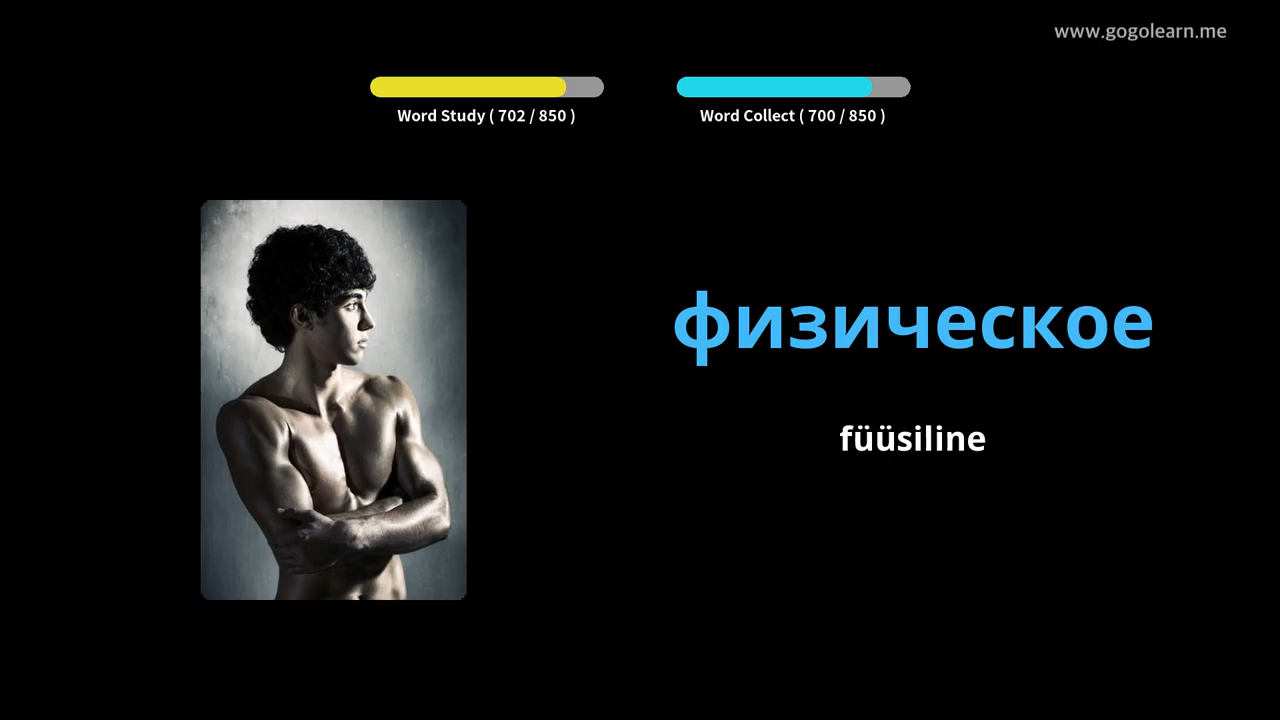 www.gogolearn.me
Word Study ( 702 / 850 )
Word Collect ( 700 / 850 )
физическое
füüsiline